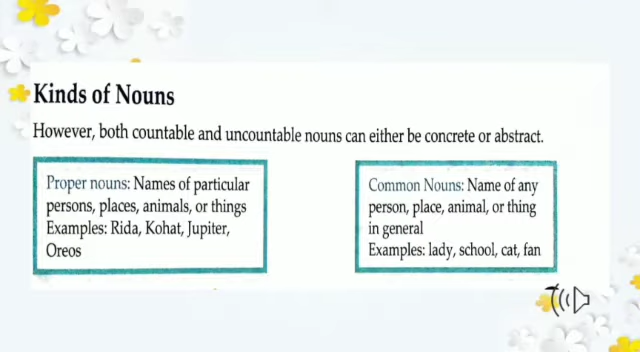 Kinds of Nouns
However, both countable and uncountable nouns can either be concrete or abstract.
Proper nouns: Names of particular
persons, places, animals, or things
Examples: Rida, Kohat, Jupiter,
Oreos
Common Nouns: Name of any
person, place, animal, or thing
in general
Examples: lady, school, cat, fan